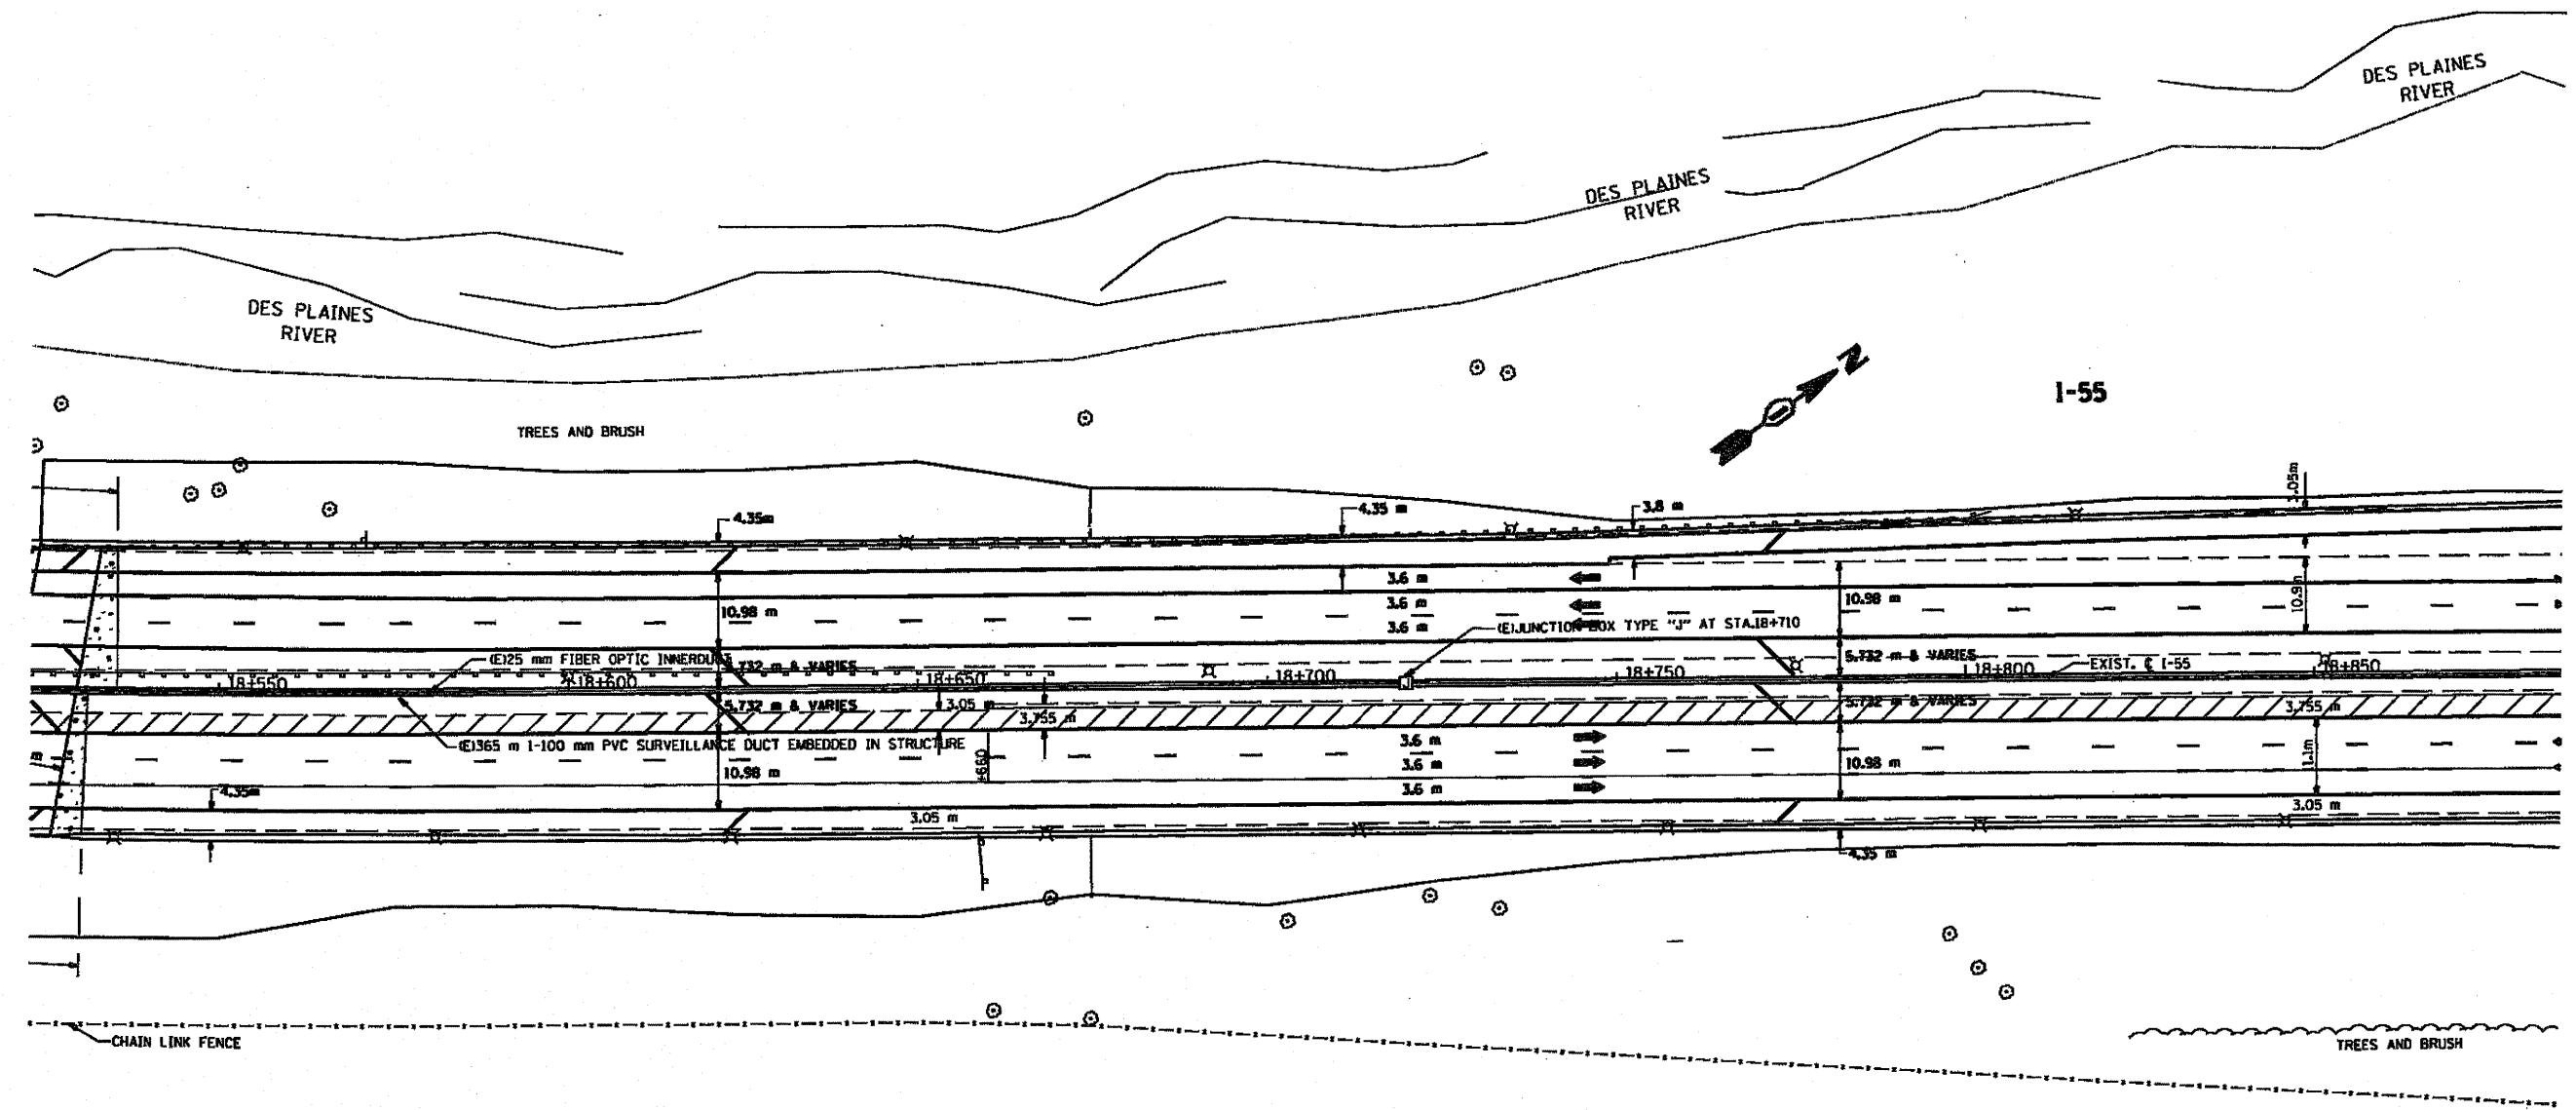 DES PLAINES
RIVER
DES PLAINES
RIVER
DES PLAINES
RIVER
N
I-55
TREES AND BRUSH
4.35m
4.35 m
3.8 m
3.05m
3.6 m
3.6 m
3.6 m
10.98 m
10.98 m
(E)JUNCTION BOX TYPE "J" AT STA.18+710
(E)25 mm FIBER OPTIC INNERDUCT
5.732 m & VARIES
5.732 m & VARIES
EXIST. ℄ I-55
18+550
18+600
18+650
18+700
18+750
18+800
18+850
5.732 m & VARIES
3.05 m
3.755 m
5.732 m & VARIES
3.755 m
(E)365 m 1-100 mm PVC SURVEILLANCE DUCT EMBEDDED IN STRUCTURE
3.6 m
3.6 m
3.6 m
m
10.98 m
+660
10.98 m
11.1m
4.35m
3.05 m
3.05 m
4.35 m
CHAIN LINK FENCE
TREES AND BRUSH